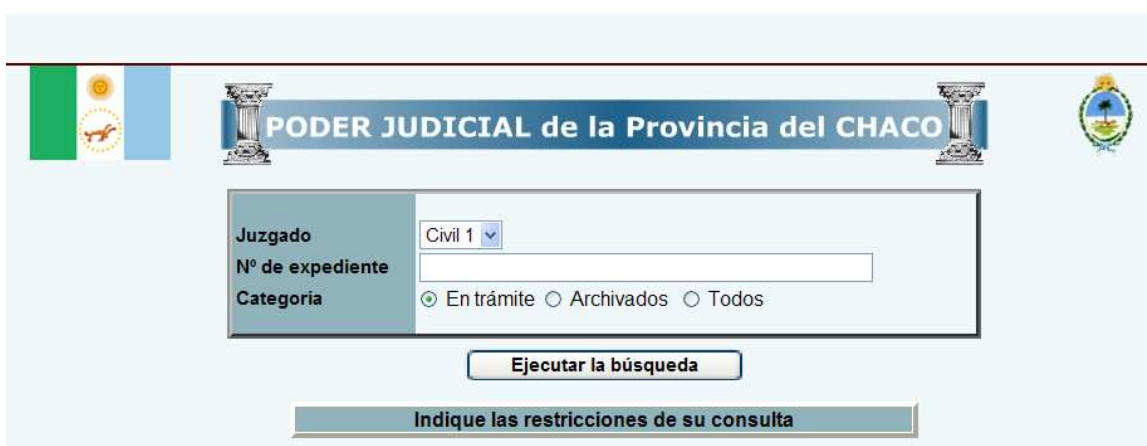 PODER JUDICIAL de la Provincia del CHACO
Juzgado Civil 1
Nº de expediente
Categoría En trámite Archivados Todos
Ejecutar la búsqueda
Indique las restricciones de su consulta